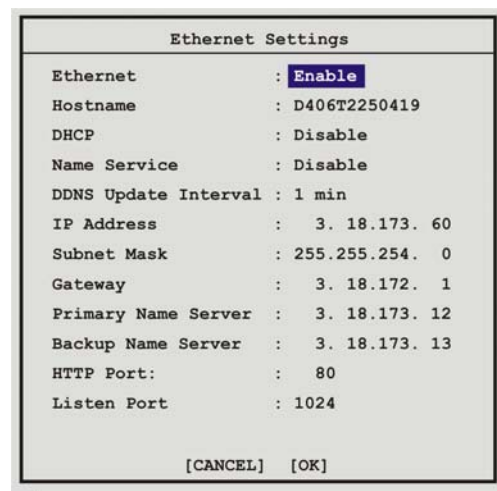 Ethernet Settings
Ethernet : Enable
Hostname : D406T2250419
DHCP : Disable
Name Service : Disable
DDNS Update Interval : 1 min
IP Address : 3. 18.173. 60
Subnet Mask : 255.255.254. 0
Gateway : 3. 18.172. 1
Primary Name Server : 3. 18.173. 12
Backup Name Server : 3. 18.173. 13
HTTP Port: : 80
Listen Port : 1024
[CANCEL] [OK]